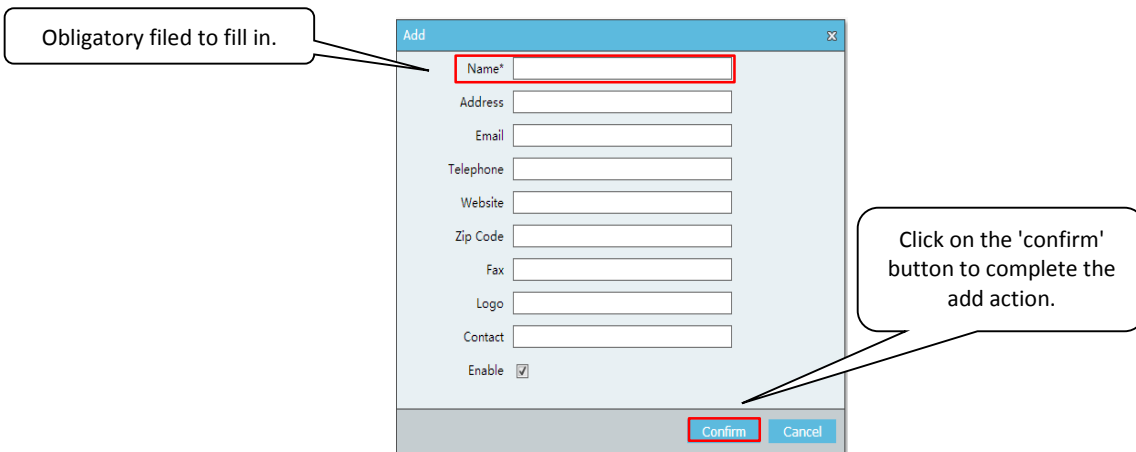 Obligatory filed to fill in.
Add x
Name*
Address
Email
Telephone
Website
Zip Code
Fax
Logo
Contact
Enable
Click on the 'confirm'
button to complete the
add action.
Confirm Cancel